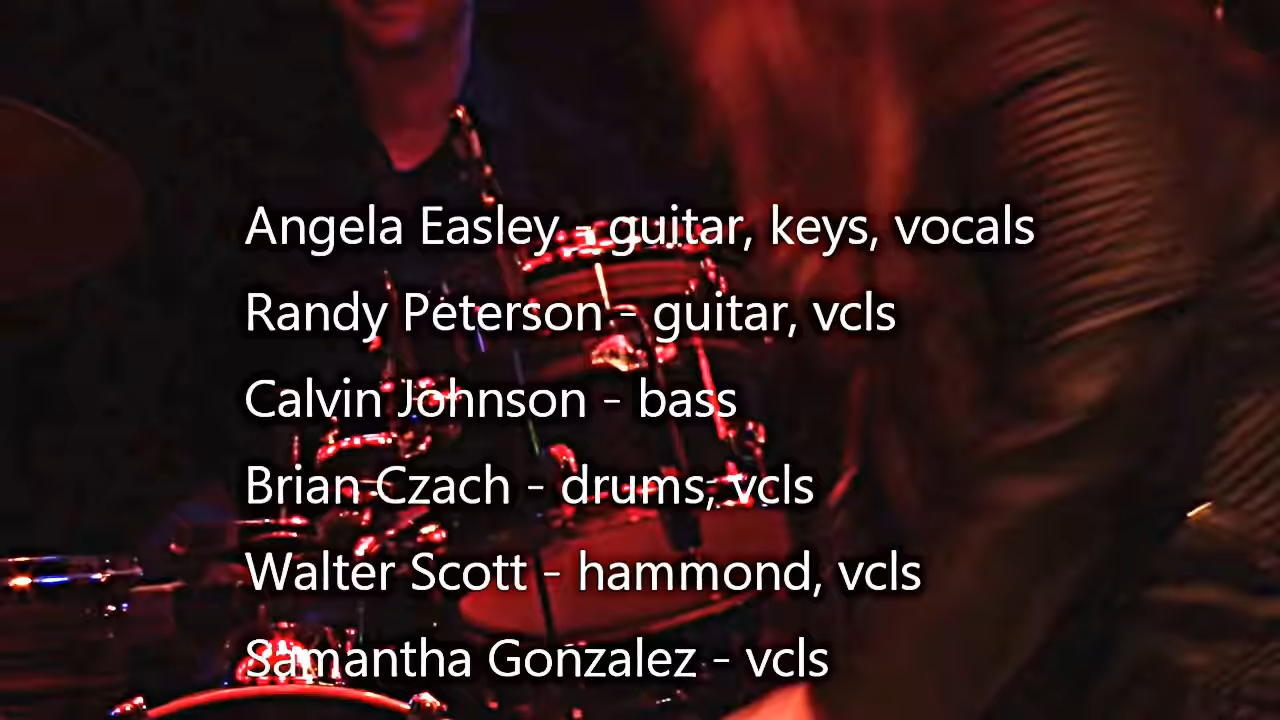 Angela Easley - guitar, keys, vocals
Randy Peterson - guitar, vcls
Calvin Johnson - bass
Brian Czach - drums, vcls
Walter Scott - hammond, vcls
Samantha Gonzalez - vcls